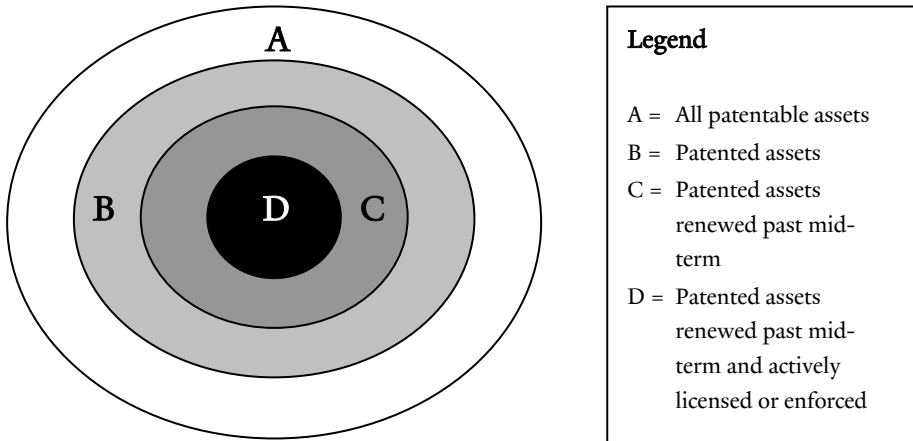 A
B
D
C
Legend
A = All patentable assets
B = Patented assets
C = Patented assets
renewed past mid-
term
D = Patented assets
renewed past mid-
term and actively
licensed or enforced